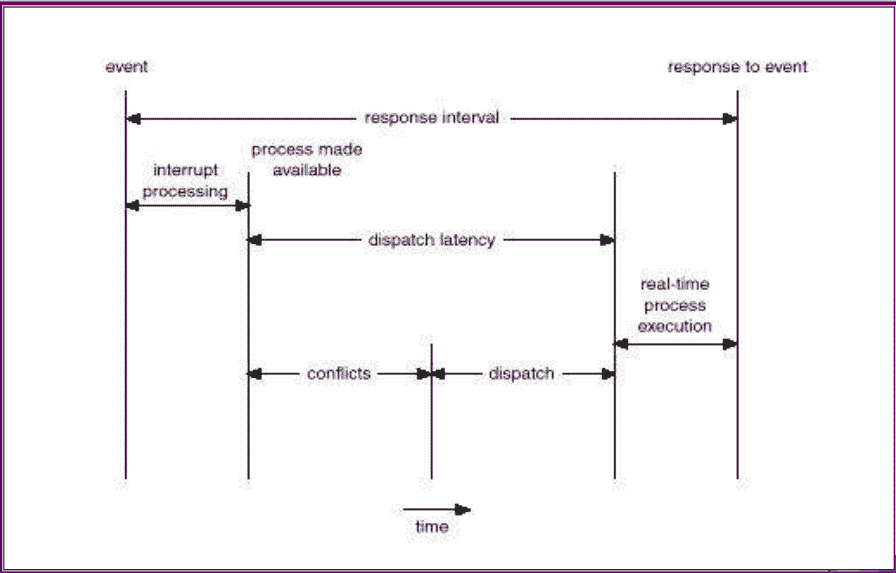 event
response to event
response interval
process made
available
interrupt
processing
dispatch latency
real-time
process
execution
conflicts
dispatch
time